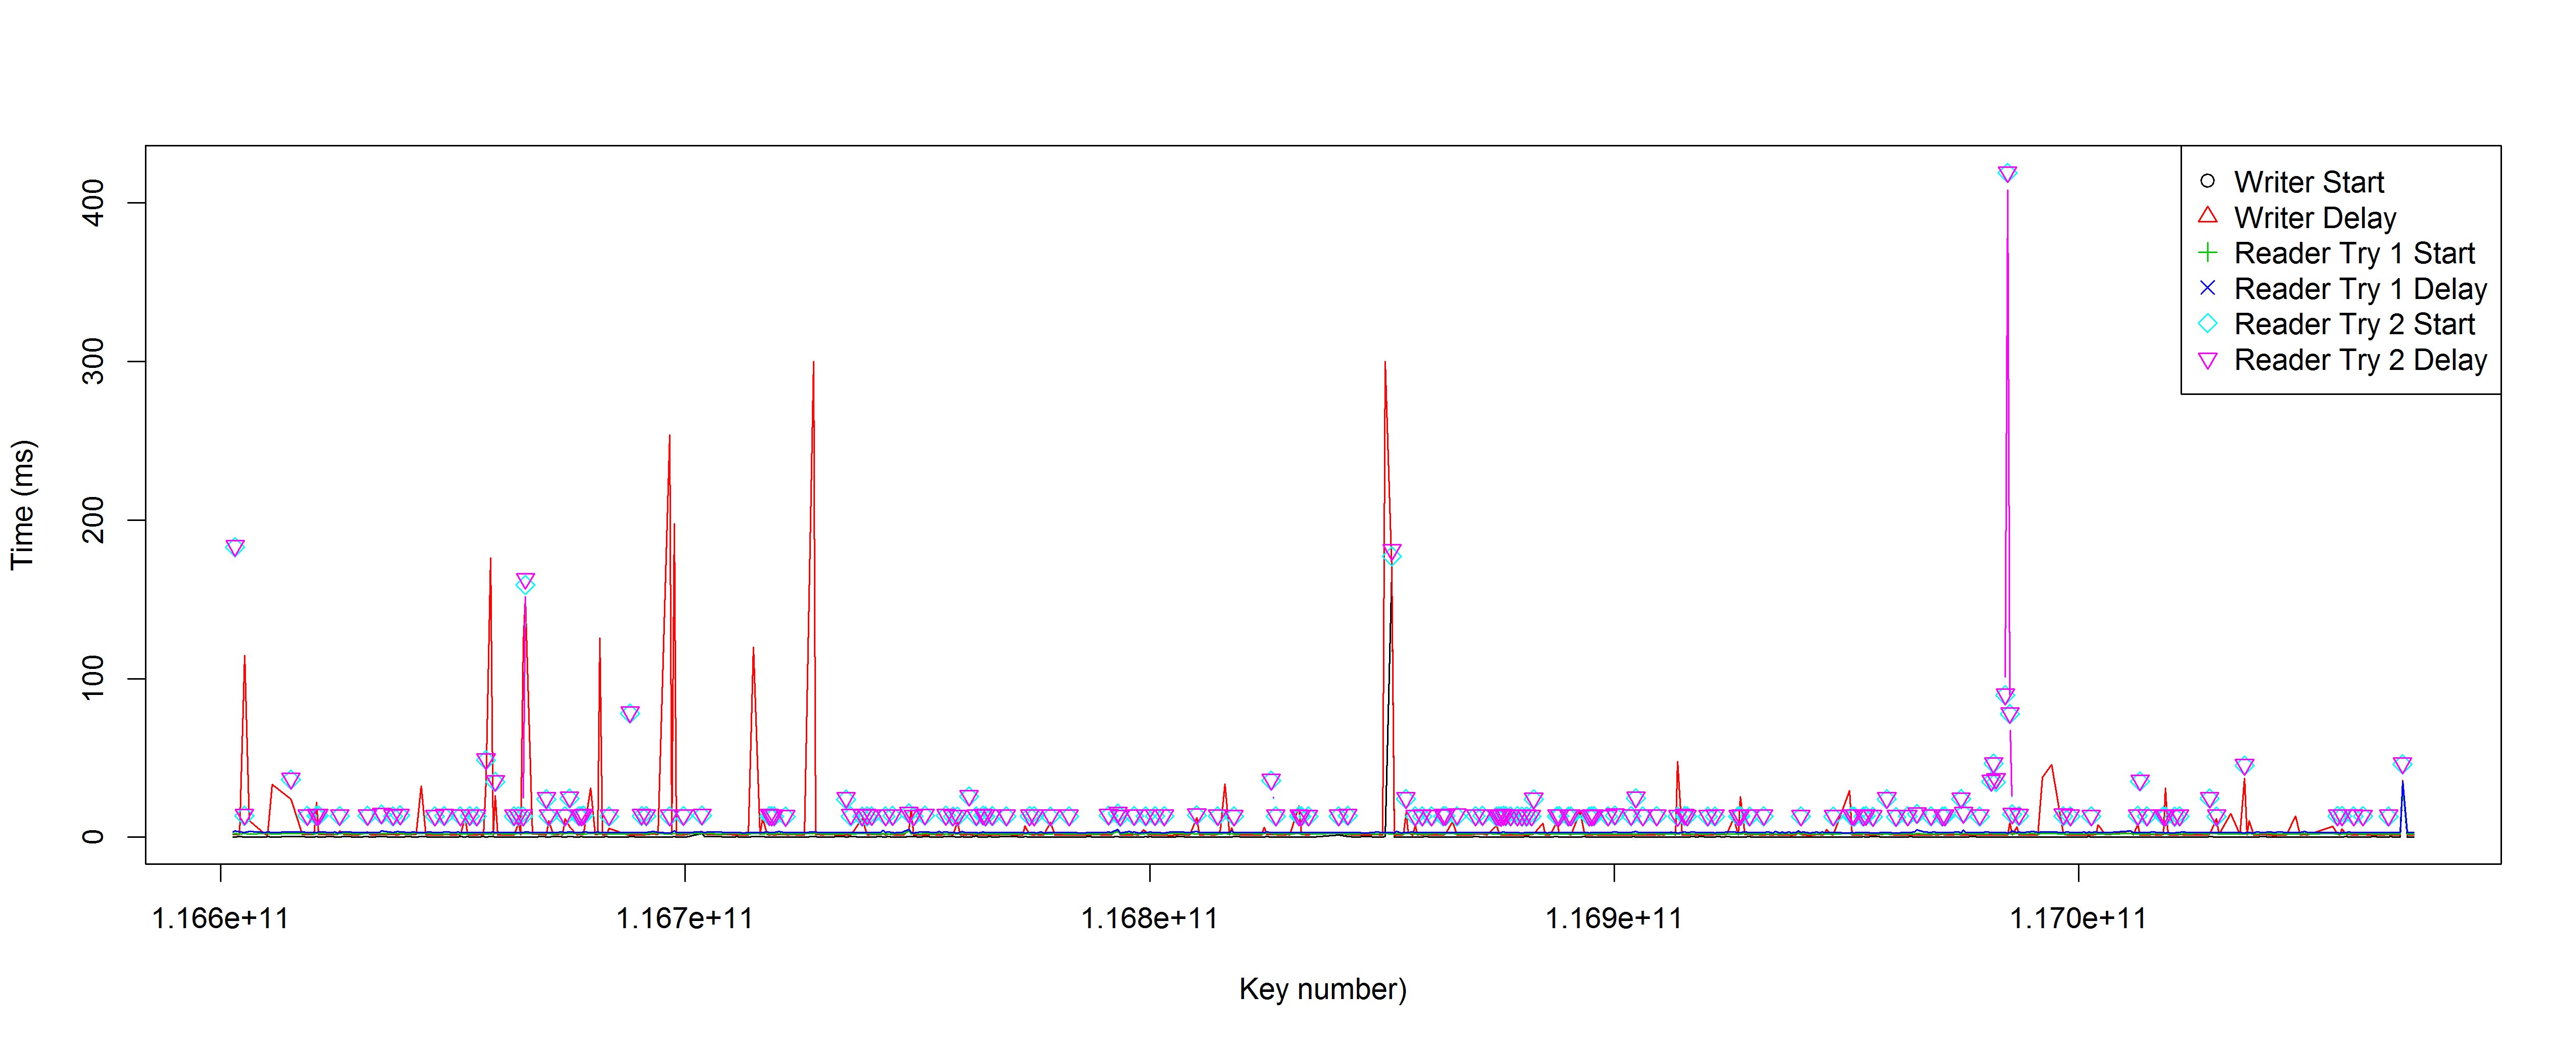 Time (ms)
400
300
200
100
0
Writer Start
Writer Delay
Reader Try 1 Start
Reader Try 1 Delay
Reader Try 2 Start
Reader Try 2 Delay
1.166e+11 1.167e+11 1.168e+11 1.169e+11 1.170e+11
Key number)